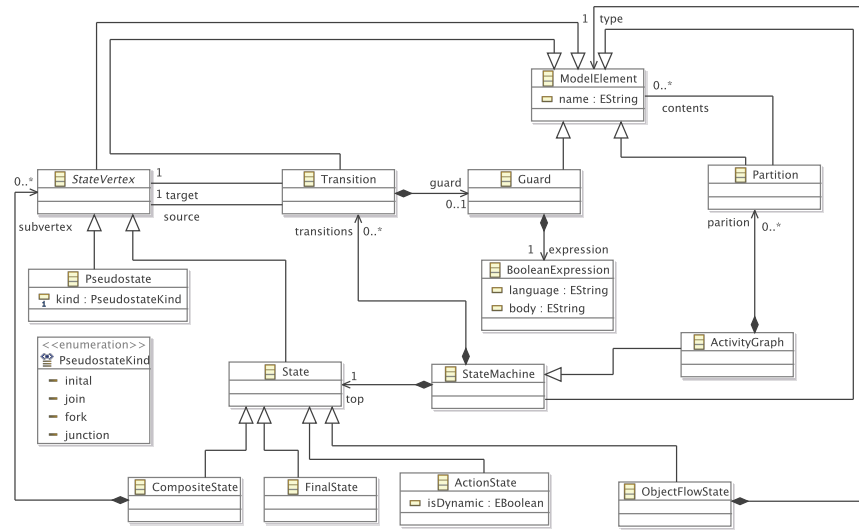 1 type
ModelElement
name : EString
0..*
contents
0..*
StateVertex
1
1 target
source
subvertex
Transition
guard
0..1
Guard
Partition
parition
0..*
transitions 0..*
1 expression
Pseudostate
1
kind : PseudostateKind
BooleanExpression
language : EString
body : EString
<<enumeration>>
PseudostateKind
inital
join
fork
junction
State
1
top
StateMachine
ActivityGraph
CompositeState
FinalState
ActionState
isDynamic : EBoolean
ObjectFlowState